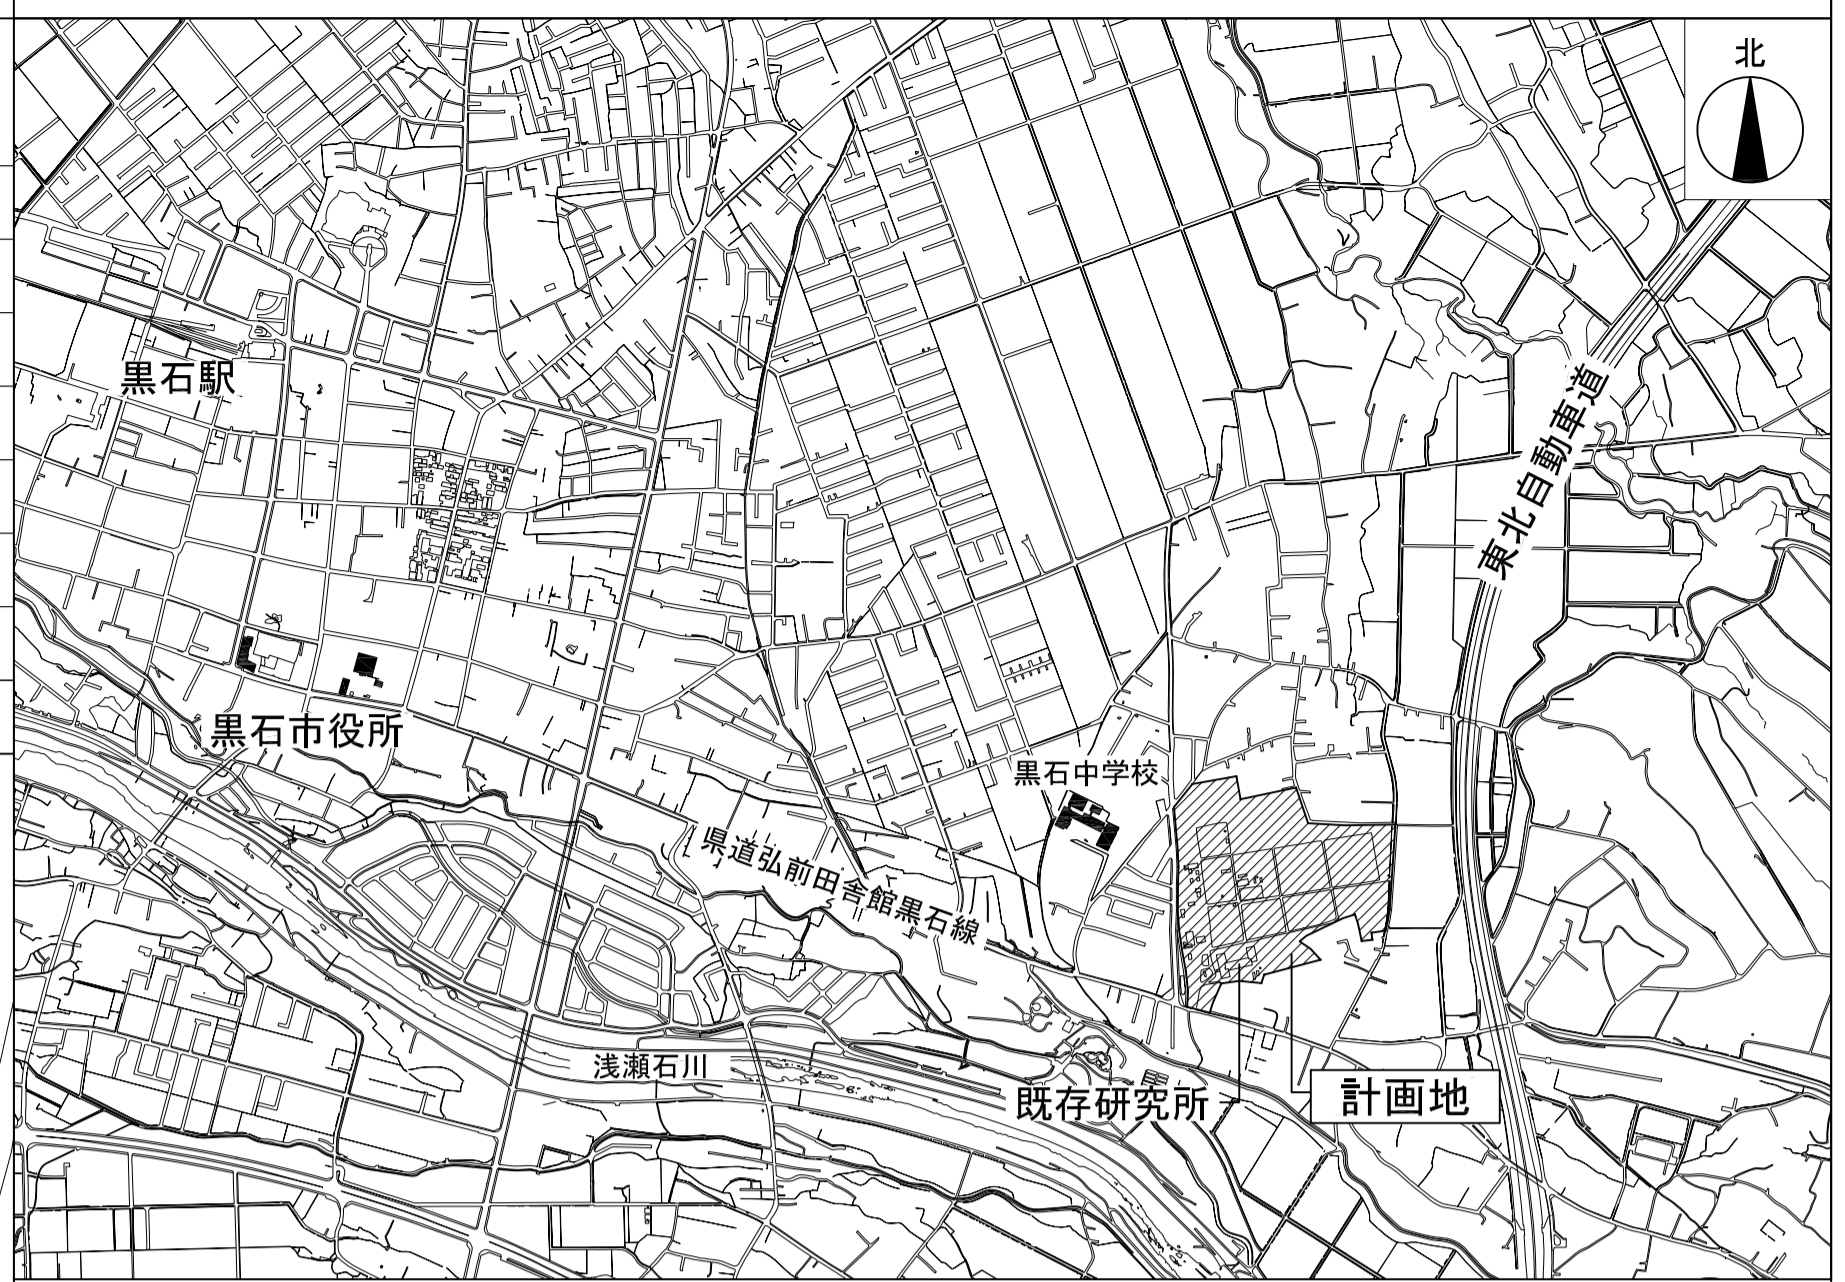 北
黒石駅
東北自動車道
黒石市役所
黒石中学校
県道弘前田舎館黒石線
浅瀬石川
既存研究所
計画地